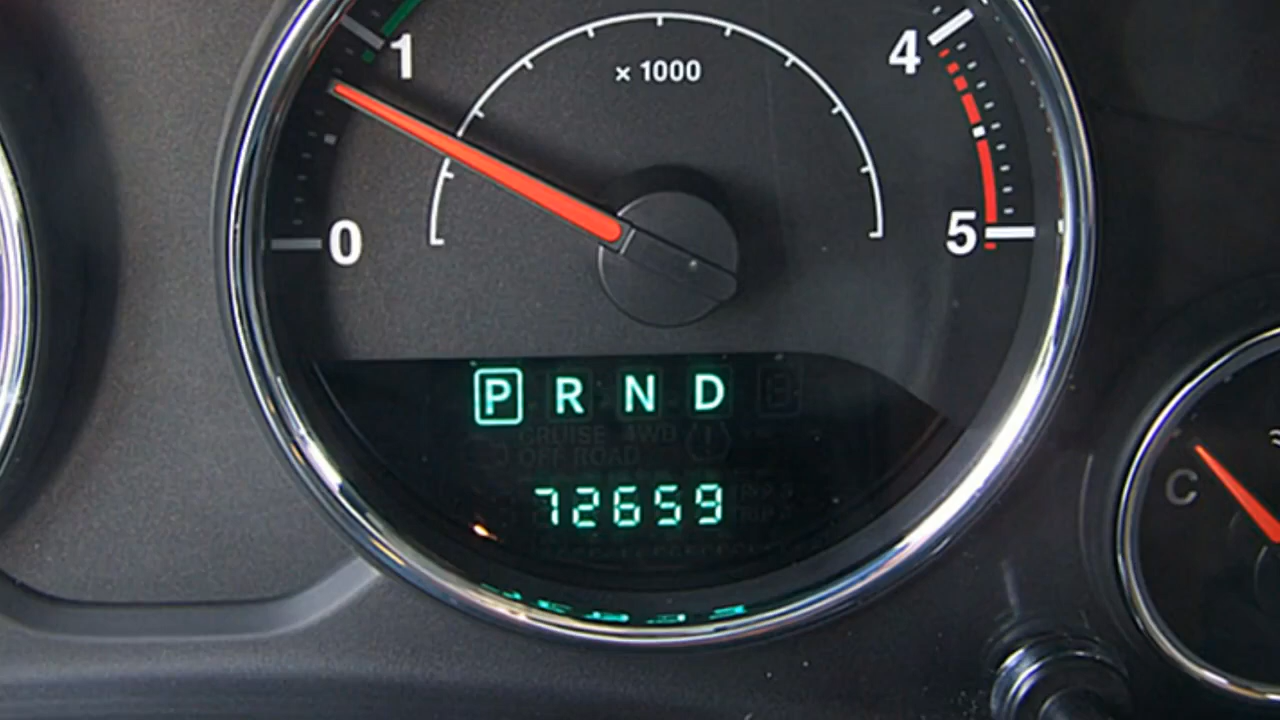 1 4
x 1000
0 5
P R N D
CRUISE 4WD
OFF ROAD
72659
C